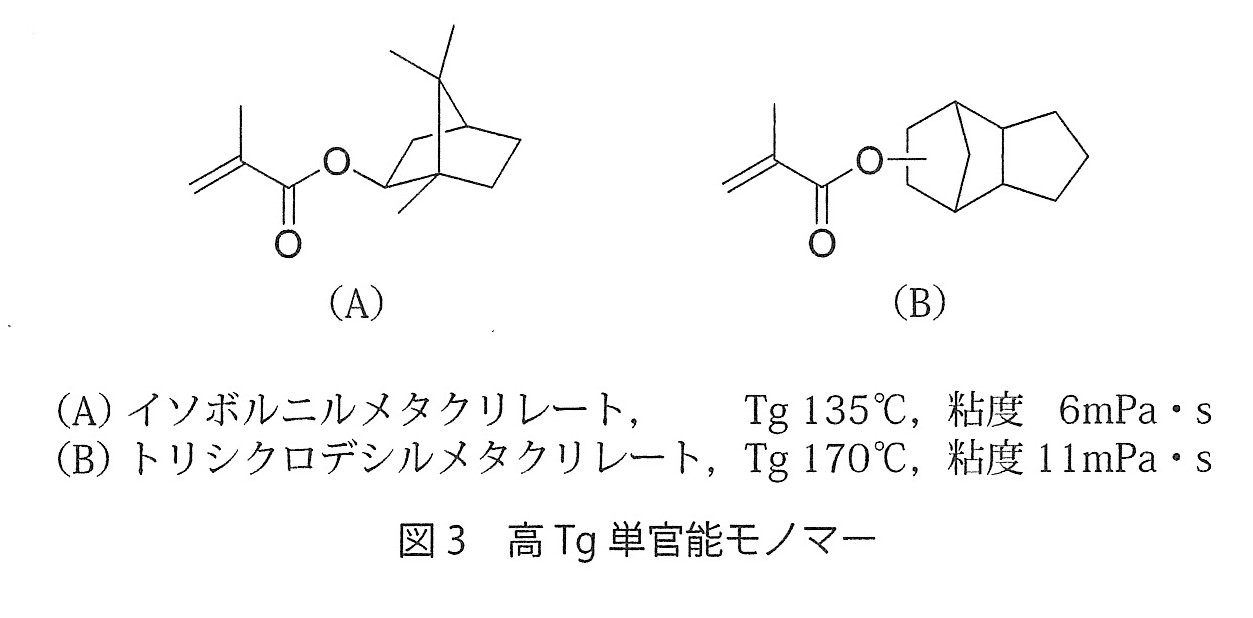 O
O
(A)
O
O
(B)
(A) イソボルニルメタクリレート, Tg 135℃, 粘度 6mPa・s
(B) トリシクロデシルメタクリレート, Tg 170℃, 粘度 11mPa・s
図3 高Tg単官能モノマー